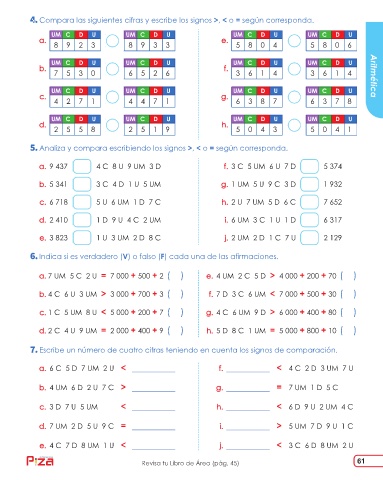 4. Compara las siguientes cifras y escribe los signos >, < o = según corresponda.
UM C D U UM C D U UM C D U UM C D U
a. 8 9 2 3 8 9 3 3 e. 5 8 0 4 5 8 0 6
UM C D U UM C D U UM C D U UM C D U
b. 7 5 3 0 6 5 2 6 f. 3 6 1 4 3 6 1 4
UM C D U UM C D U UM C D U UM C D U
c. 4 2 7 1 4 4 7 1 g. 6 3 8 7 6 3 7 8
UM C D U UM C D U UM C D U UM C D U
d. 2 5 5 8 2 5 1 9 h. 5 0 4 3 5 0 4 1
Aritmética
5. Analiza y compara escribiendo los signos >, < o = según corresponda.
a. 9 437 4 C 8 U 9 UM 3 D f. 3 C 5 UM 6 U 7 D 5 374
b. 5 341 3 C 4 D 1 U 5 UM g. 1 UM 5 U 9 C 3 D 1 932
c. 6 718 5 U 6 UM 1 D 7 C h. 2 U 7 UM 5 D 6 C 7 652
d. 2 410 1 D 9 U 4 C 2 UM i. 6 UM 3 C 1 U 1 D 6 317
e. 3 823 1 U 3 UM 2 D 8 C j. 2 UM 2 D 1 C 7 U 2 129
6. Indica si es verdadero (V) o falso (F) cada una de las afirmaciones.
a. 7 UM 5 C 2 U = 7 000 + 500 + 2 ( ) e. 4 UM 2 C 5 D > 4 000 + 200 + 70 ( )
b. 4 C 6 U 3 UM > 3 000 + 700 + 3 ( ) f. 7 D 3 C 6 UM < 7 000 + 500 + 30 ( )
c. 1 C 5 UM 8 U < 5 000 + 200 + 7 ( ) g. 4 C 6 UM 9 D > 6 000 + 400 + 80 ( )
d. 2 C 4 U 9 UM = 2 000 + 400 + 9 ( ) h. 5 D 8 C 1 UM = 5 000 + 800 + 10 ( )
7. Escribe un número de cuatro cifras teniendo en cuenta los signos de comparación.
a. 6 C 5 D 7 UM 2 U < ________ f. ________ < 4 C 2 D 3 UM 7 U
b. 4 UM 6 D 2 U 7 C > ________ g. ________ = 7 UM 1 D 5 C
c. 3 D 7 U 5 UM < ________ h. ________ < 6 D 9 U 2 UM 4 C
d. 7 UM 2 D 5 U 9 C = ________ i. ________ > 5 UM 7 D 9 U 1 C
e. 4 C 7 D 8 UM 1 U < ________ j. ________ < 3 C 6 D 8 UM 2 U
Piza Revisa tu Libro de Área (pág. 45) 61